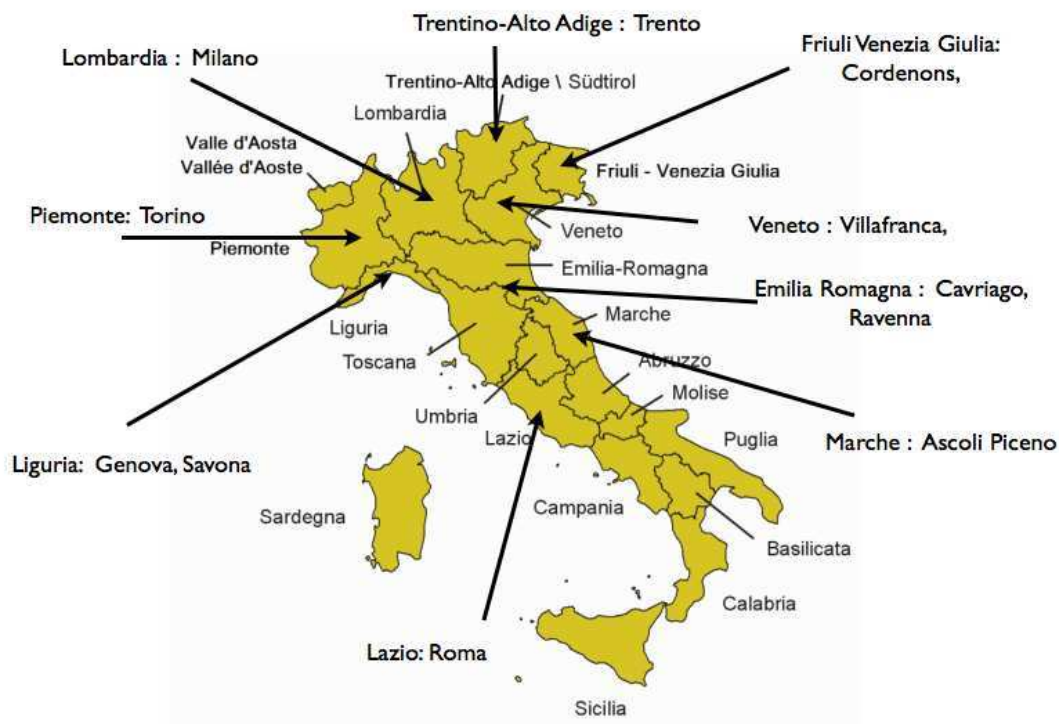 Trentino-Alto Adige : Trento
Lombardia : Milano
Friuli Venezia Giulia:
Cordenons,
Trentino-Alto Adige \ Südtirol
Lombardia
Valle d'Aosta
Vallée d'Aoste
Friuli - Venezia Giulia
Piemonte: Torino
Veneto : Villafranca,
Veneto
Piemonte
Emilia-Romagna
Emilia Romagna : Cavriago,
Ravenna
Marche
Liguria
Toscana
Abruzzo
Molise
Umbria
Lazio
Puglia
Marche : Ascoli Piceno
Liguria: Genova, Savona
Campania
Sardegna
Basilicata
Calabria
Lazio: Roma
Sicilia